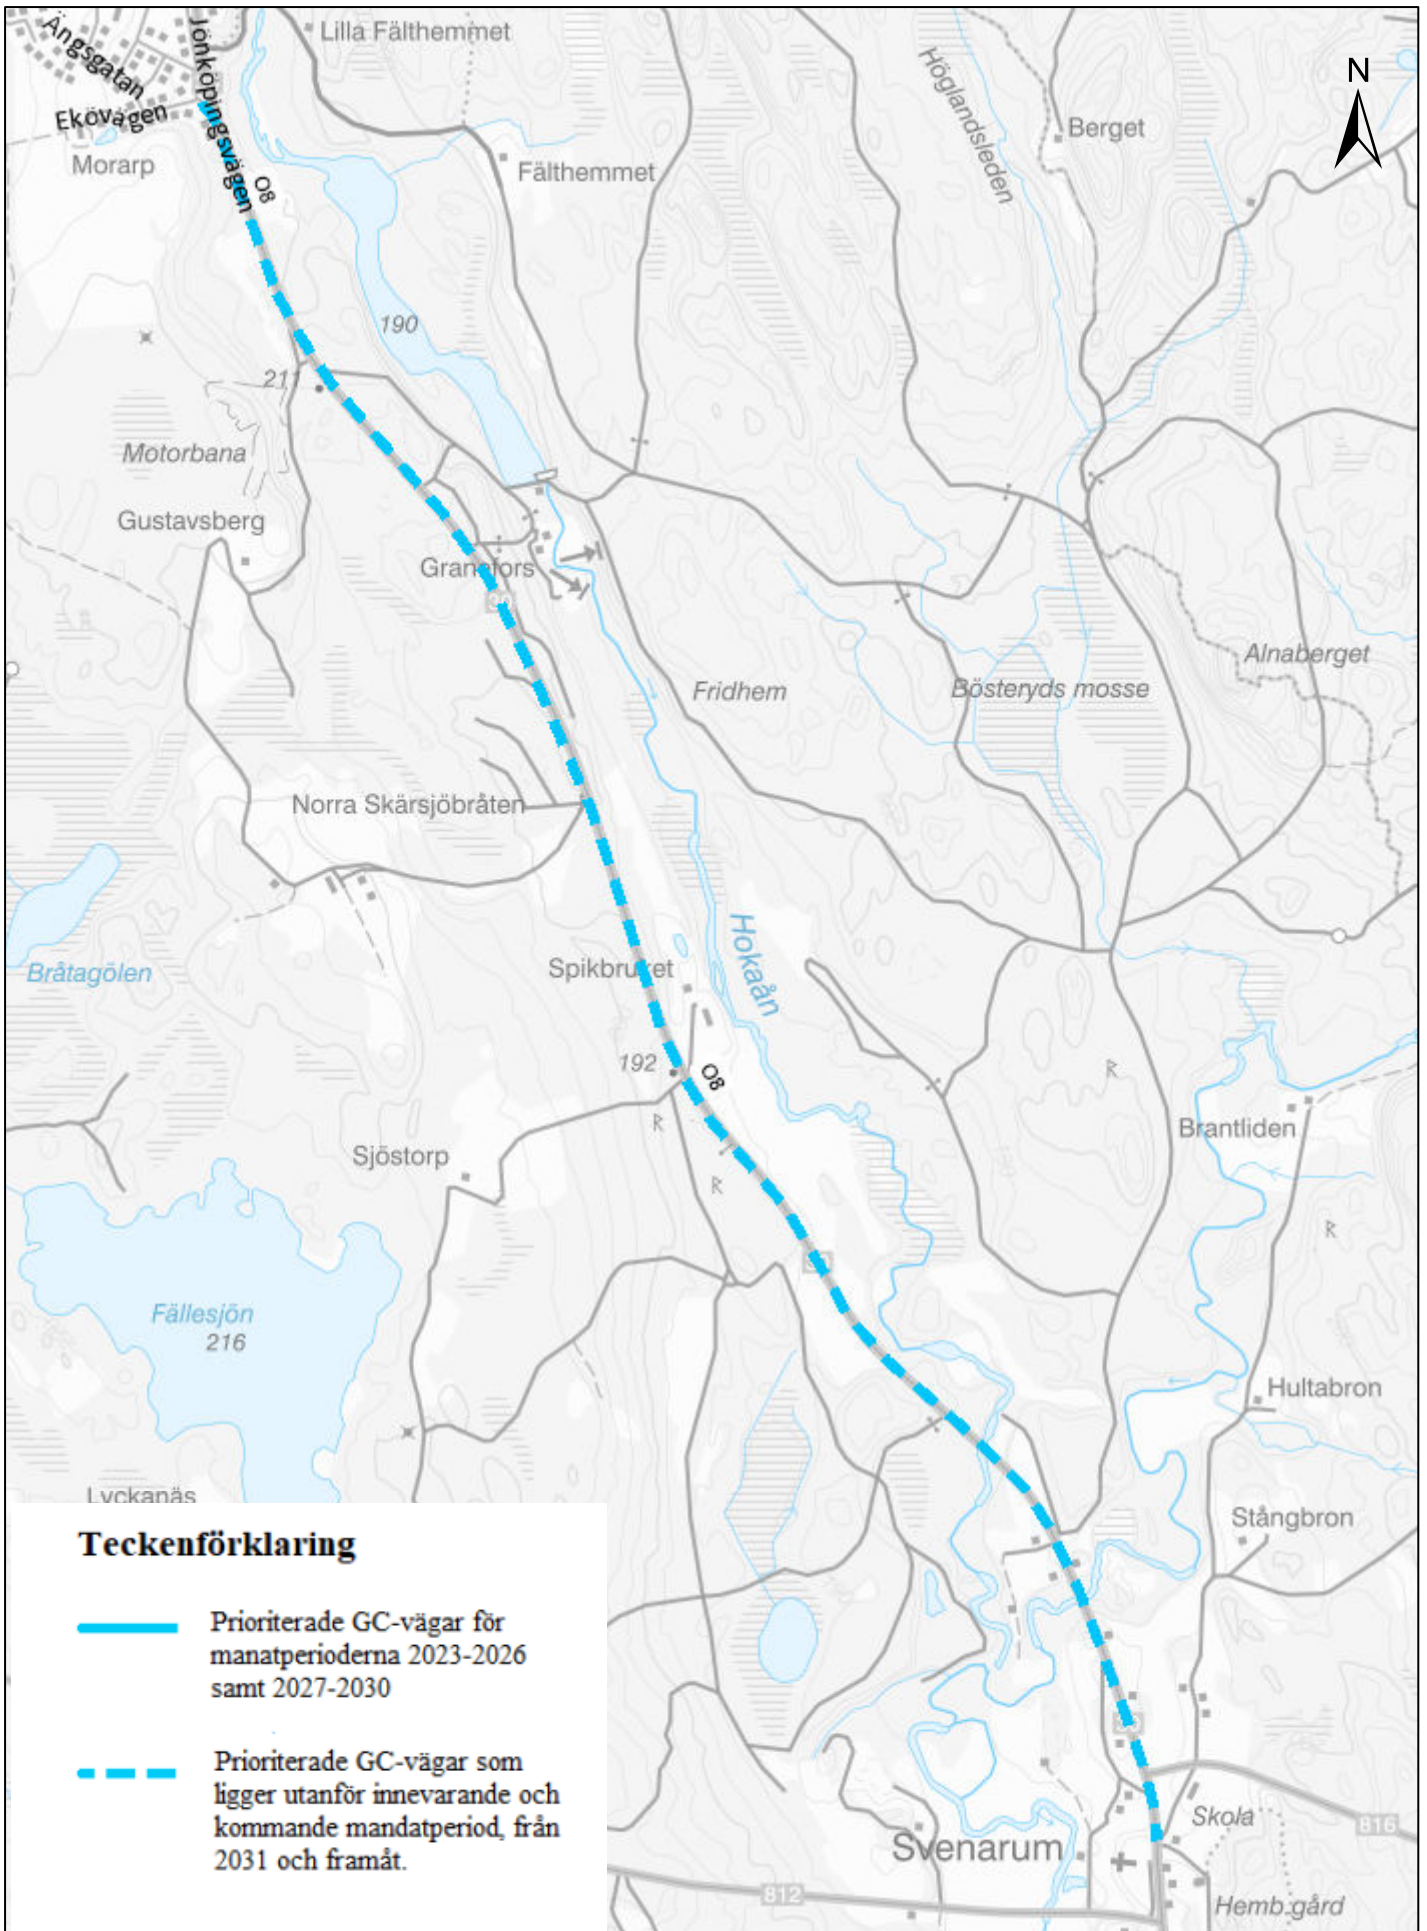 Lilla Fälthemmet
Ängsgatan
Jönköpingsvägen
N
Höglandsleden
Berget
Ekövägen
Morarp
Fälthemmet
O8
190
211
Motorbana
Gustavsberg
Alnaberget
Fridhem
Bösteryds mosse
Norra Skärsjöbråten
Hokaån
Spikbruket
Bråtagölen
192
O8
R
R
Brantliden
Sjöstorp
R
R
Fällesjön
216
Hultabron
Lyckanäs
Stångbron
Teckenförklaring
Prioriterade GC-vägar för
manatperioderna 2023-2026
samt 2027-2030
Prioriterade GC-vägar som
ligger utanför innevarande och
kommande mandatperiod, från
2031 och framåt.
Skola
816
Svenarum
812
Hemb.gård